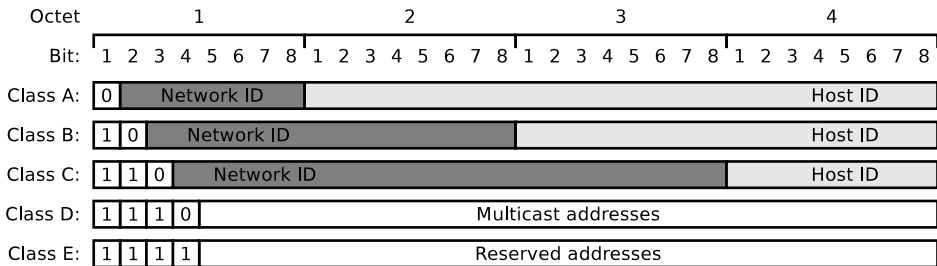 Octet 1 2 3 4
Bit: 1 2 3 4 5 6 7 8 1 2 3 4 5 6 7 8 1 2 3 4 5 6 7 8 1 2 3 4 5 6 7 8
Class A: 0 Network ID Host ID
Class B: 1 0 Network ID Host ID
Class C: 1 1 0 Network ID Host ID
Class D: 1 1 1 0 Multicast addresses
Class E: 1 1 1 1 Reserved addresses